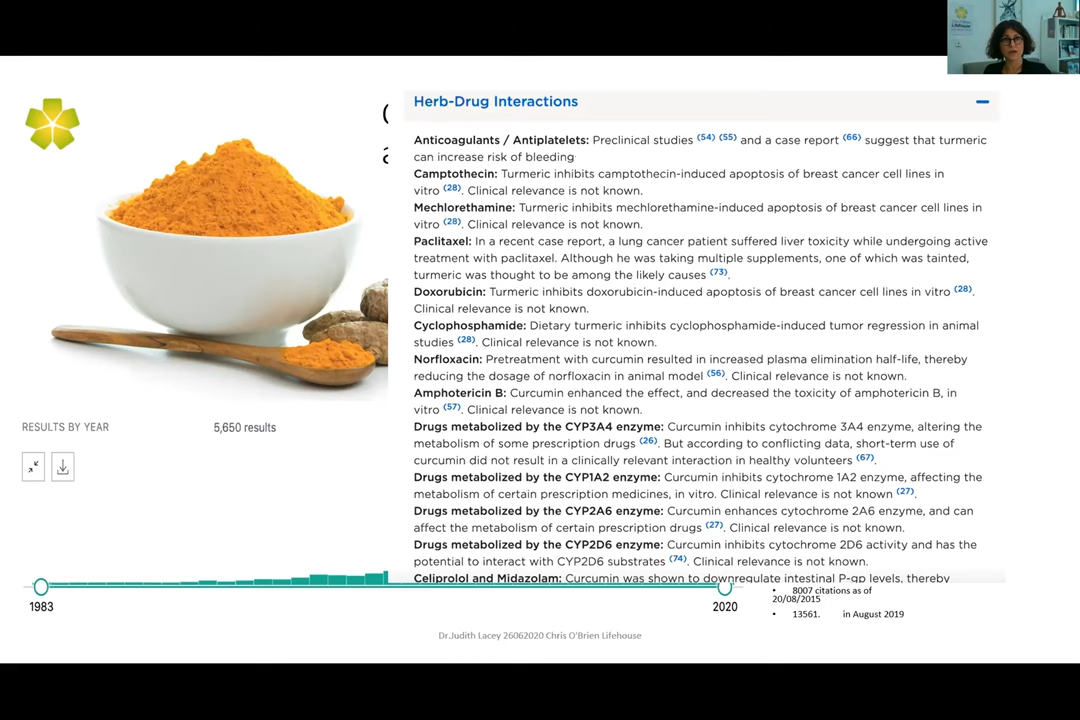 Herb-Drug Interactions
Anticoagulants / Antiplatelets: Preclinical studies (54) (55) and a case report (66) suggest that turmeric
can increase risk of bleeding
Camptothecin: Turmeric inhibits camptothecin-induced apoptosis of breast cancer cell lines in
vitro (28). Clinical relevance is not known.
Mechlorethamine: Turmeric inhibits mechlorethamine-induced apoptosis of breast cancer cell lines in
vitro (28). Clinical relevance is not known.
Paclitaxel: In a recent case report, a lung cancer patient suffered liver toxicity while undergoing active
treatment with paclitaxel. Although he was taking multiple supplements, one of which was tainted,
turmeric was thought to be among the likely causes (73).
Doxorubicin: Turmeric inhibits doxorubicin-induced apoptosis of breast cancer cell lines in vitro (28).
Clinical relevance is not known.
Cyclophosphamide: Dietary turmeric inhibits cyclophosphamide-induced tumor regression in animal
studies (28). Clinical relevance is not known.
Norfloxacin: Pretreatment with curcumin resulted in increased plasma elimination half-life, thereby
reducing the dosage of norfloxacin in animal model (56). Clinical relevance is not known.
Amphotericin B: Curcumin enhanced the effect, and decreased the toxicity of amphotericin B, in
vitro (57). Clinical relevance is not known.
Drugs metabolized by the CYP3A4 enzyme: Curcumin inhibits cytochrome 3A4 enzyme, altering the
metabolism of some prescription drugs (26). But according to conflicting data, short-term use of
curcumin did not result in a clinically relevant interaction in healthy volunteers (67).
Drugs metabolized by the CYP1A2 enzyme: Curcumin inhibits cytochrome 1A2 enzyme, affecting the
metabolism of certain prescription medicines, in vitro. Clinical relevance is not known (27).
Drugs metabolized by the CYP2A6 enzyme: Curcumin enhances cytochrome 2A6 enzyme, and can
affect the metabolism of certain prescription drugs (27). Clinical relevance is not known.
Drugs metabolized by the CYP2D6 enzyme: Curcumin inhibits cytochrome 2D6 activity and has the
potential to interact with CYP2D6 substrates (74). Clinical relevance is not known.
Celiprolol and Midazolam: Curcumin was shown to downregulate intestinal P-gp levels, thereby
RESULTS BY YEAR
5,650 results
1983
2020
• 8007 citations as of
20/08/2015
• 13561. in August 2019
Dr.Judith Lacey 26062020 Chris O'Brien Lifehouse